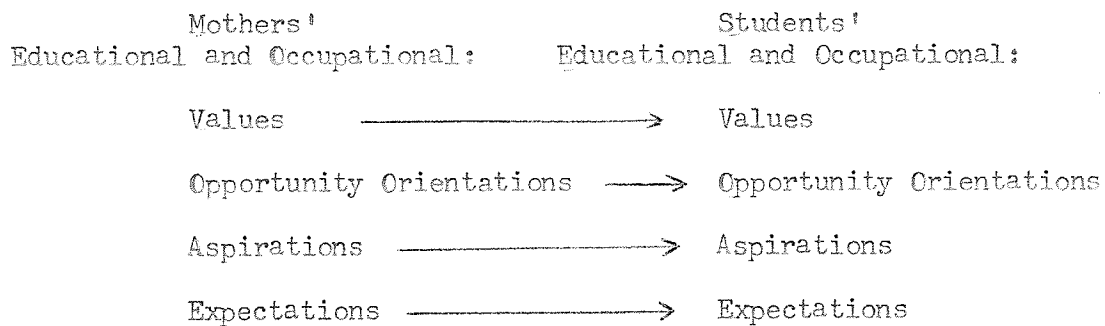 Mothers' Students'
Educational and Occupational: Educational and Occupational:
Values ⟶ Values
Opportunity Orientations ⟶ Opportunity Orientations
Aspirations ⟶ Aspirations
Expectations ⟶ Expectations